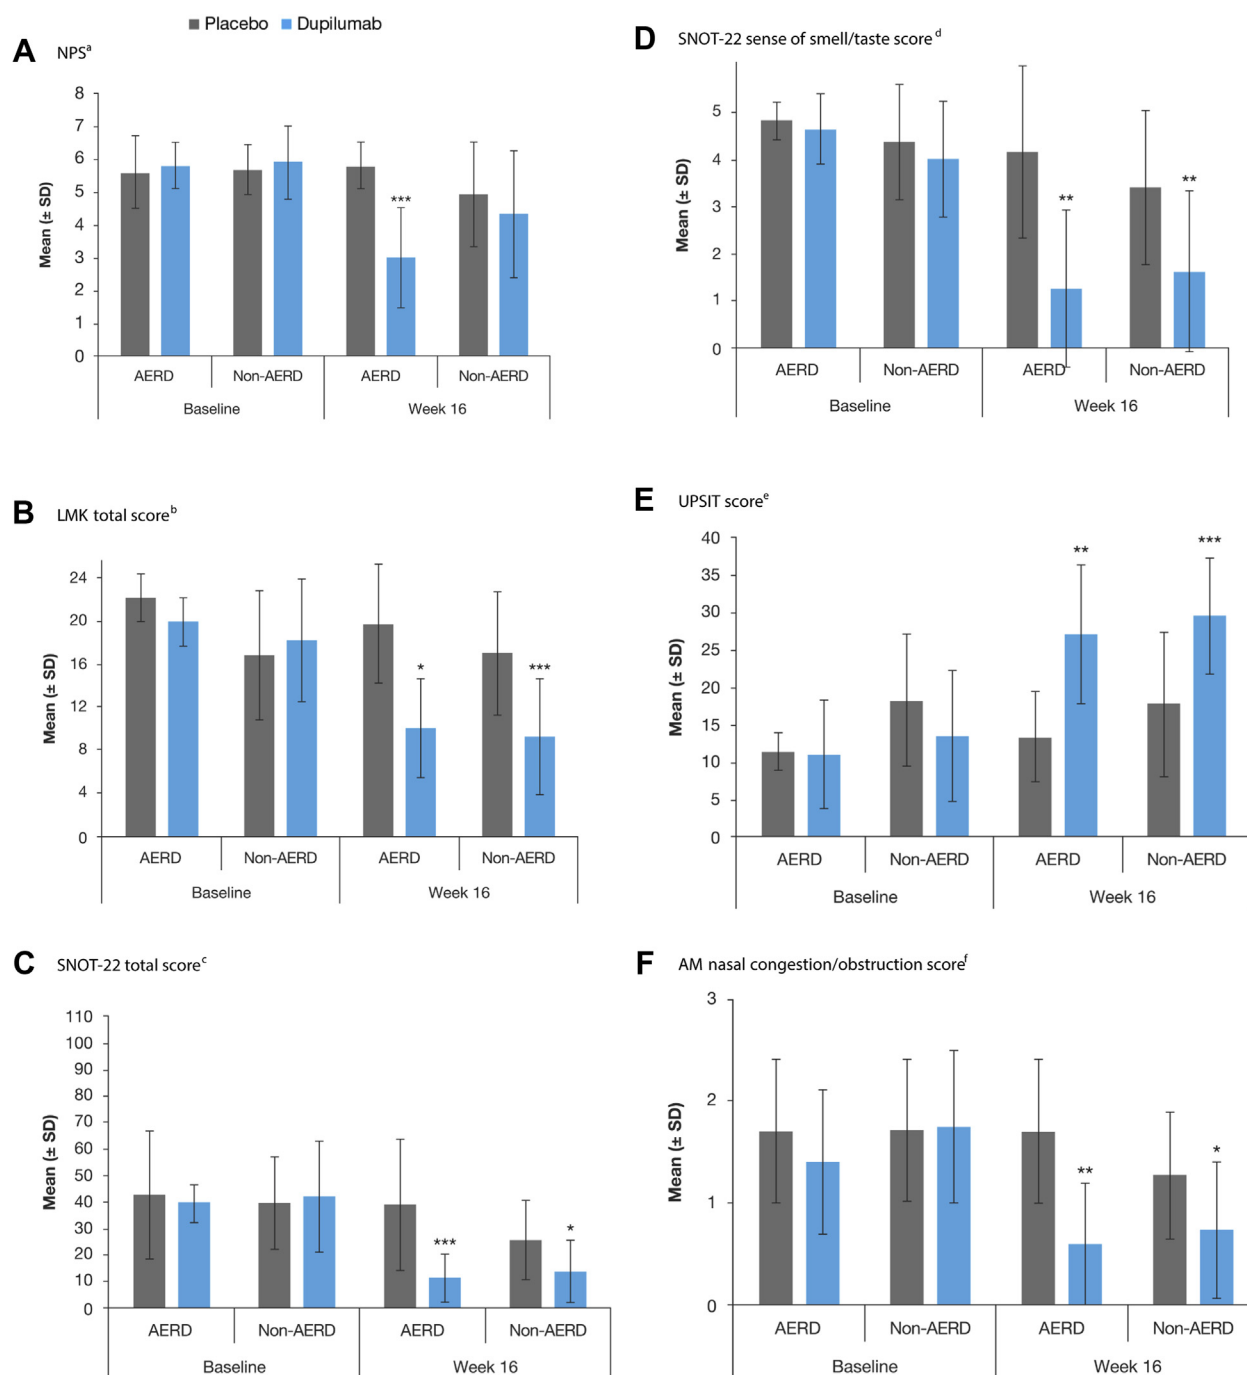 Placebo Dupilumab
A NPSa
8
7
6
5
4
3
2
1
0
Mean (± SD)
***
AERD Non-AERD AERD Non-AERD
Baseline Week 16
B LMK total scoreb
24
20
16
12
8
4
0
Mean (± SD)
* ***
AERD Non-AERD AERD Non-AERD
Baseline Week 16
C SNOT-22 total scorec
110
100
90
80
70
60
50
40
30
20
10
0
Mean (± SD)
*** *
AERD Non-AERD AERD Non-AERD
Baseline Week 16
D SNOT-22 sense of smell/taste score d
5
4
3
2
1
0
Mean (± SD)
** **
AERD Non-AERD AERD Non-AERD
Baseline Week 16
E UPSIT scoree
40
35
30
25
20
15
10
5
0
Mean (± SD)
** ***
AERD Non-AERD AERD Non-AERD
Baseline Week 16
F AM nasal congestion/obstruction scoref
3
2
1
0
Mean (± SD)
** *
AERD Non-AERD AERD Non-AERD
Baseline Week 16